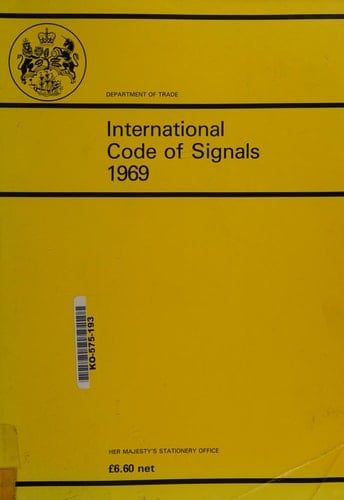 DEPARTMENT OF TRADE
International
Code of Signals
1969
KO-575-193
HER MAJESTY'S STATIONERY OFFICE
£6.60 net